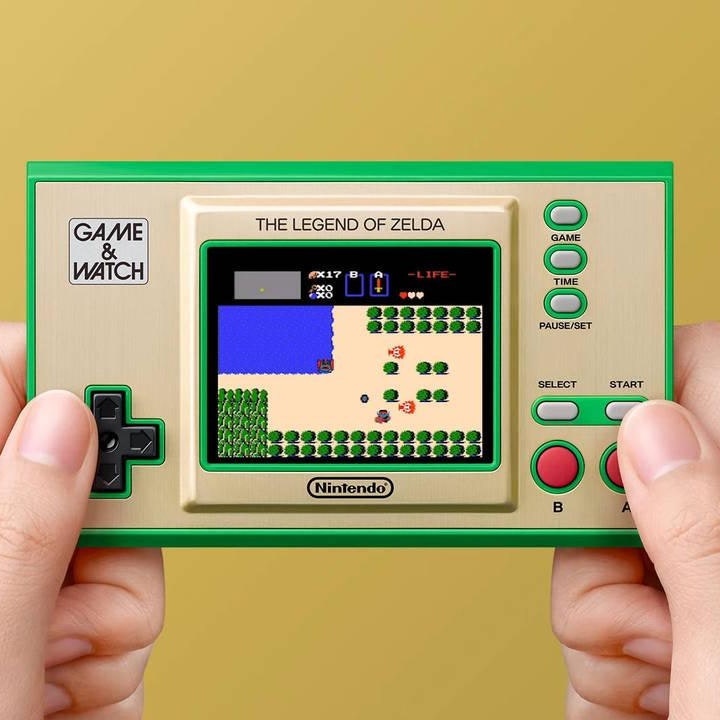 GAME
&
WATCH
THE LEGEND OF ZELDA
X17 B A -LIFE-
X0
X0
Nintendo®
GAME
TIME
PAUSE/SET
SELECT START
B A